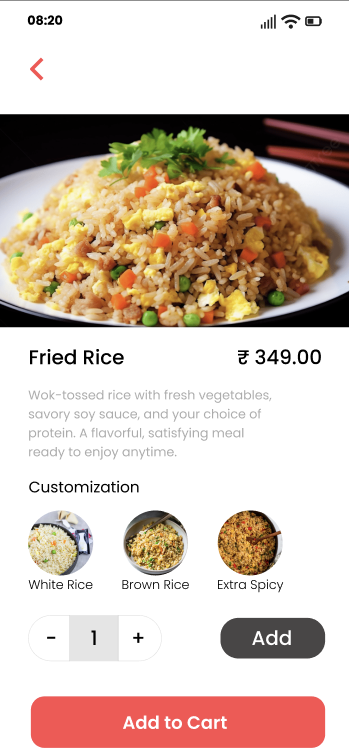 08:20
Fried Rice
₹ 349.00
Wok-tossed rice with fresh vegetables,
savory soy sauce, and your choice of
protein. A flavorful, satisfying meal
ready to enjoy anytime.
Customization
White Rice
Brown Rice
Extra Spicy
- 1 +
Add
Add to Cart